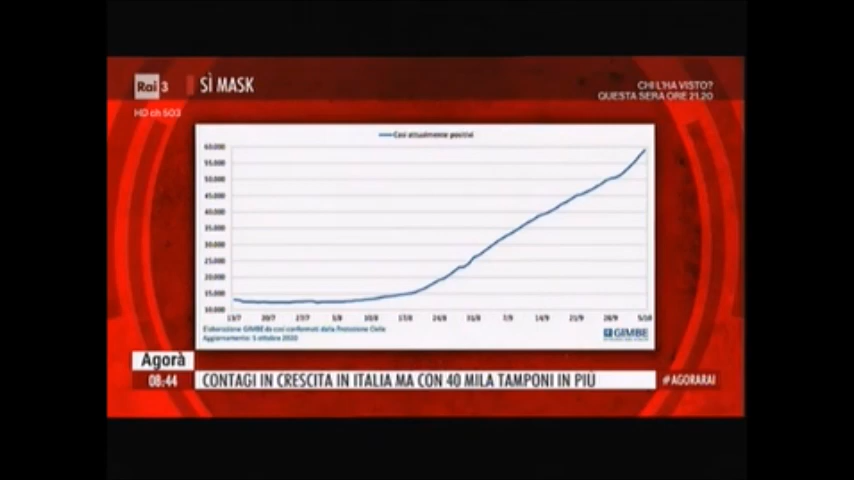 Rai 3
SÌ MASK
CHI L'HA VISTO?
QUESTA SERA ORE 21.20
HD ch 503
Casi attualmente positivi
60.000
55.000
50.000
45.000
40.000
35.000
30.000
25.000
20.000
15.000
10.000
13/7 20/7 27/7 3/8 10/8 17/8 24/8 31/8 7/9 14/9 21/9 28/9 5/10
Elaborazione GIMBE da casi confermati dalla Protezione Civile
Aggiornamento: 5 ottobre 2020
GIMBE
Agorà
08:44
CONTAGI IN CRESCITA IN ITALIA MA CON 40 MILA TAMPONI IN PIÙ
#AGORARAI